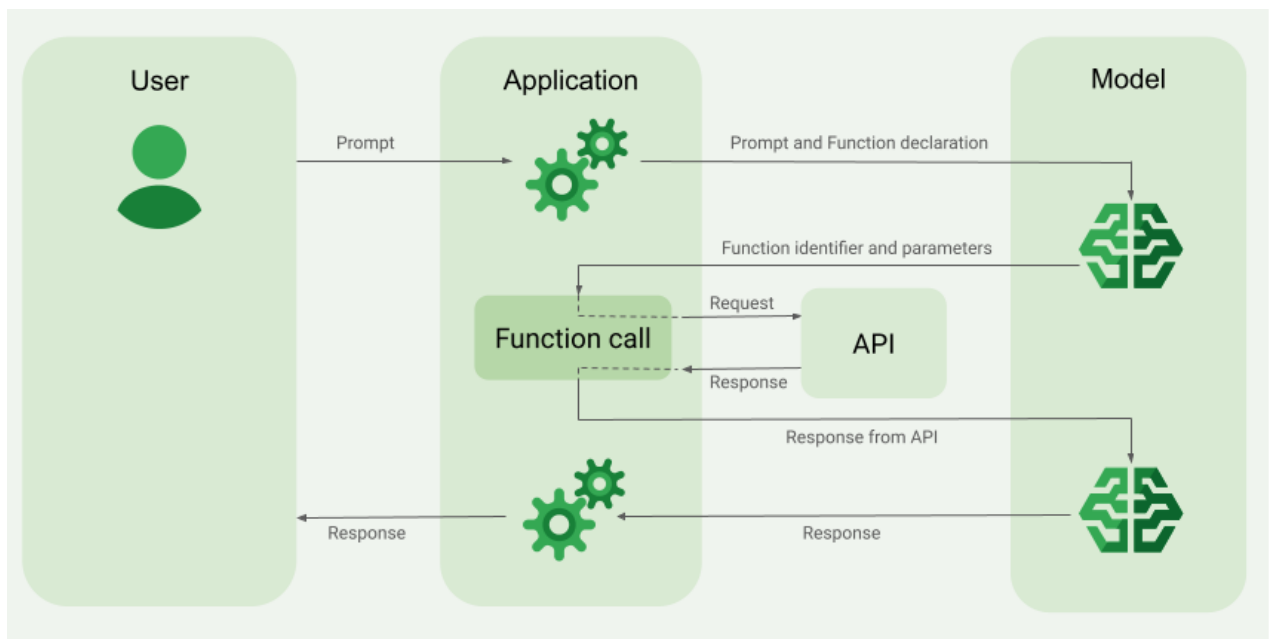 User
Application
Model
Prompt
Prompt and Function declaration
Function identifier and parameters
Request
Function call
API
Response
Response from API
Response
Response